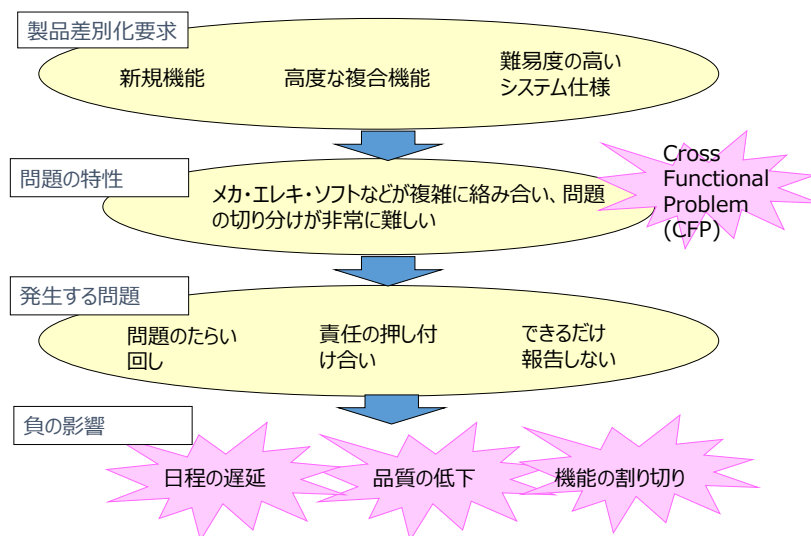 製品差別化要求
新規機能
高度な複合機能
難易度の高い
システム仕様
問題の特性
メカ・エレキ・ソフトなどが複雑に絡み合い、問題
の切り分けが非常に難しい
Cross
Functional
Problem
(CFP)
発生する問題
問題のたらい
回し
責任の押し付
け合い
できるだけ
報告しない
負の影響
日程の遅延
品質の低下
機能の割り切り